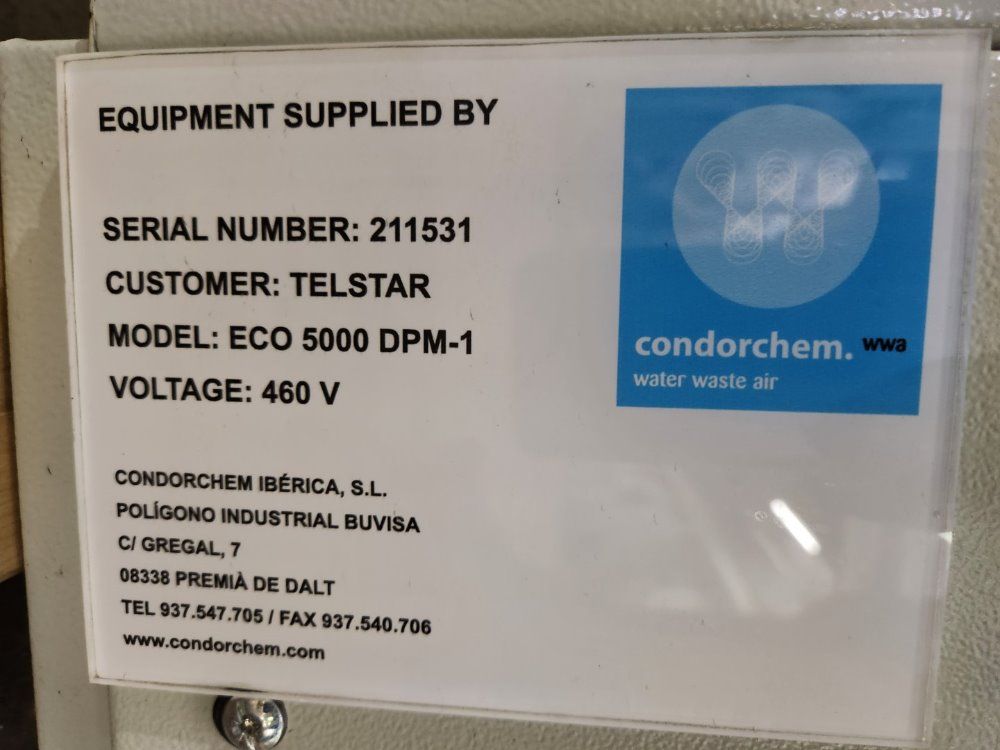 EQUIPMENT SUPPLIED BY
SERIAL NUMBER: 211531
CUSTOMER: TELSTAR
MODEL: ECO 5000 DPM-1
VOLTAGE: 460 V
condorchem. wwa
water waste air
CONDORCHEM IBÉRICA, S.L.
POLÍGONO INDUSTRIAL BUVISA
C/ GREGAL, 7
08338 PREMIÀ DE DALT
TEL 937.547.705 / FAX 937.540.706
www.condorchem.com